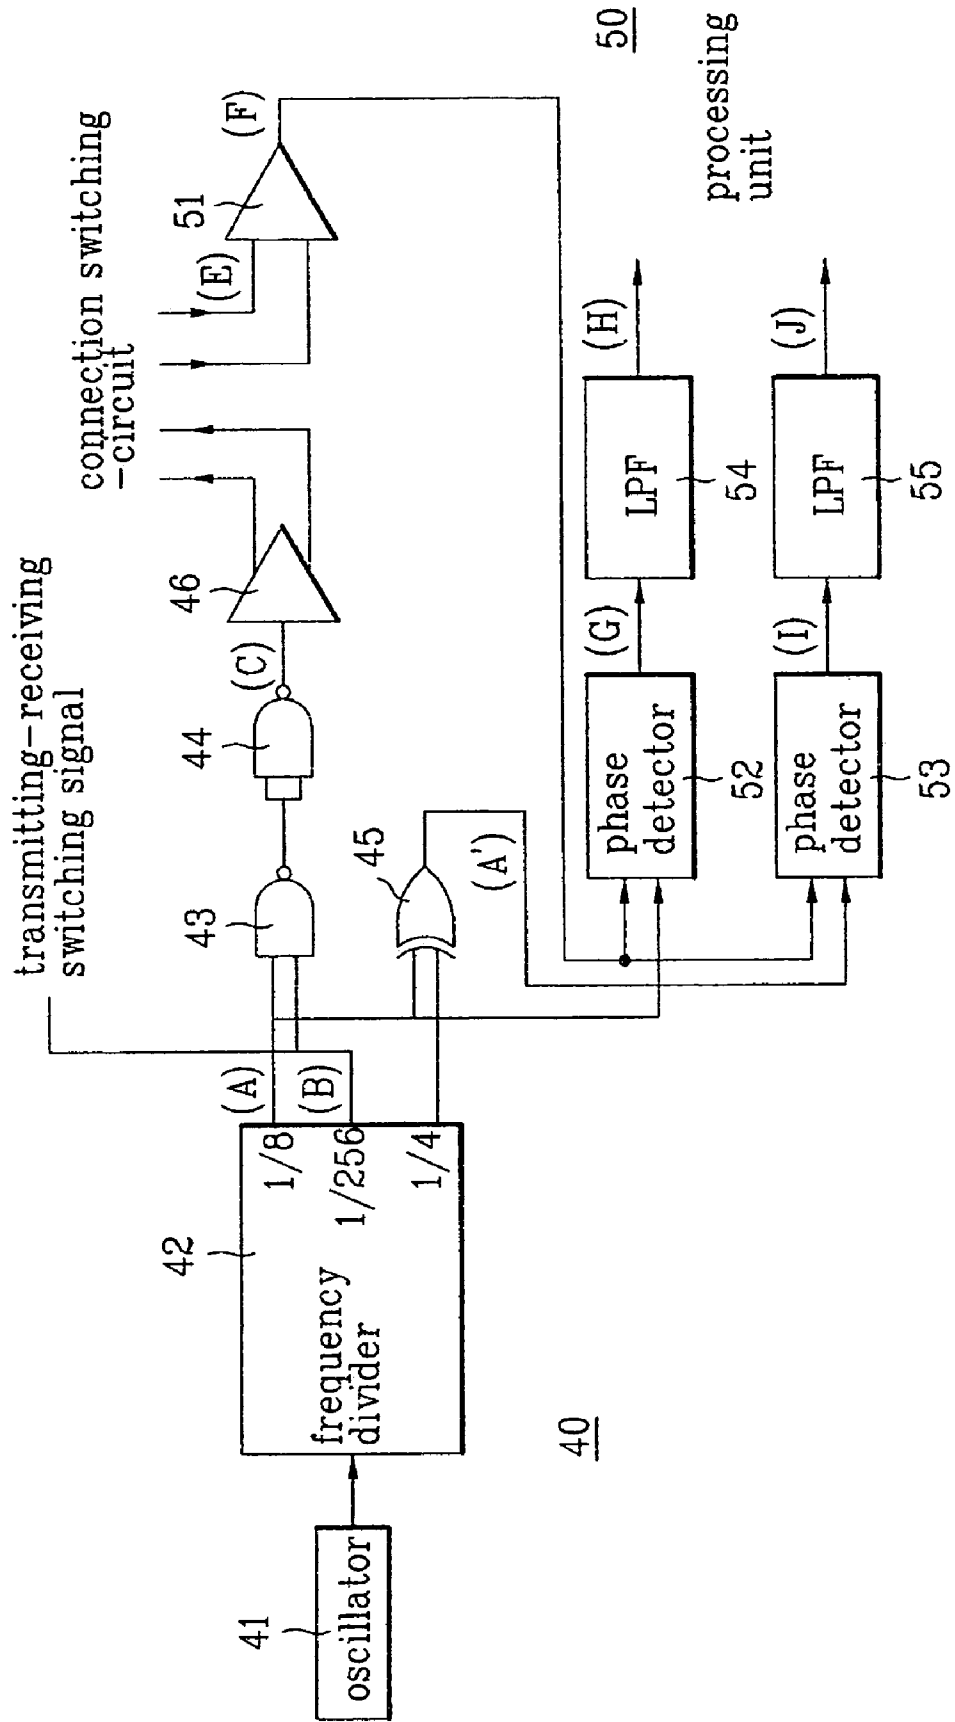 transmitting-receiving
switching signal
connection switching
-circuit
41
oscillator
42
frequency
divider
1/8
1/256
1/4
(A)
(B)
43
44
(C)
45
(A')
46
(E)
51
(F)
40
phase
detector
52
(G)
LPF
54
(H)
phase
detector
53
(I)
LPF
55
(J)
50
processing
unit